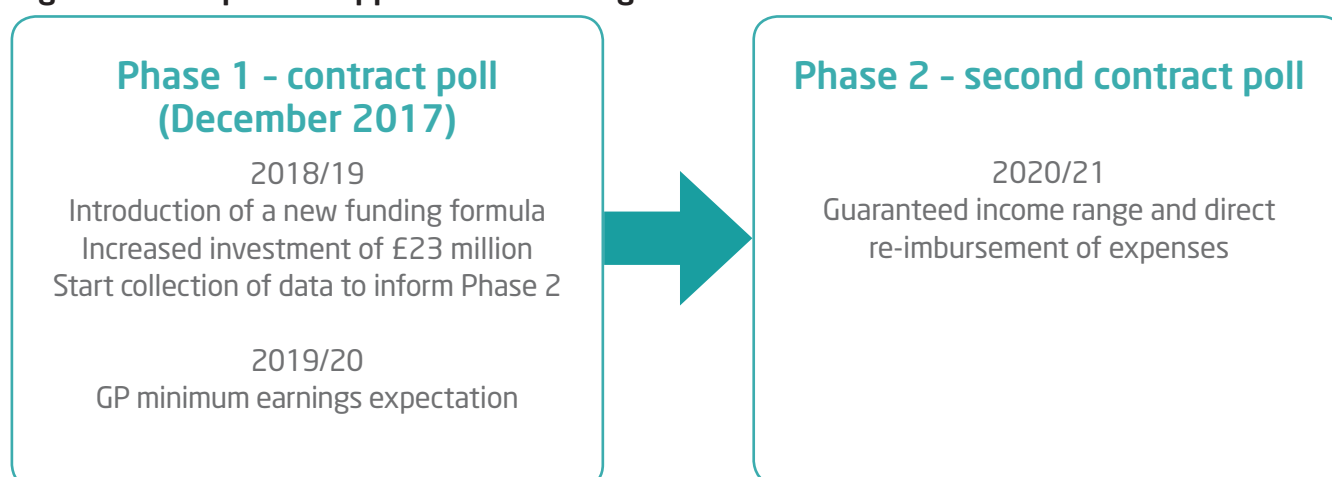 Phase 1 – contract poll
(December 2017)
2018/19
Introduction of a new funding formula
Increased investment of £23 million
Start collection of data to inform Phase 2
2019/20
GP minimum earnings expectation
Phase 2 – second contract poll
2020/21
Guaranteed income range and direct
re-imbursement of expenses